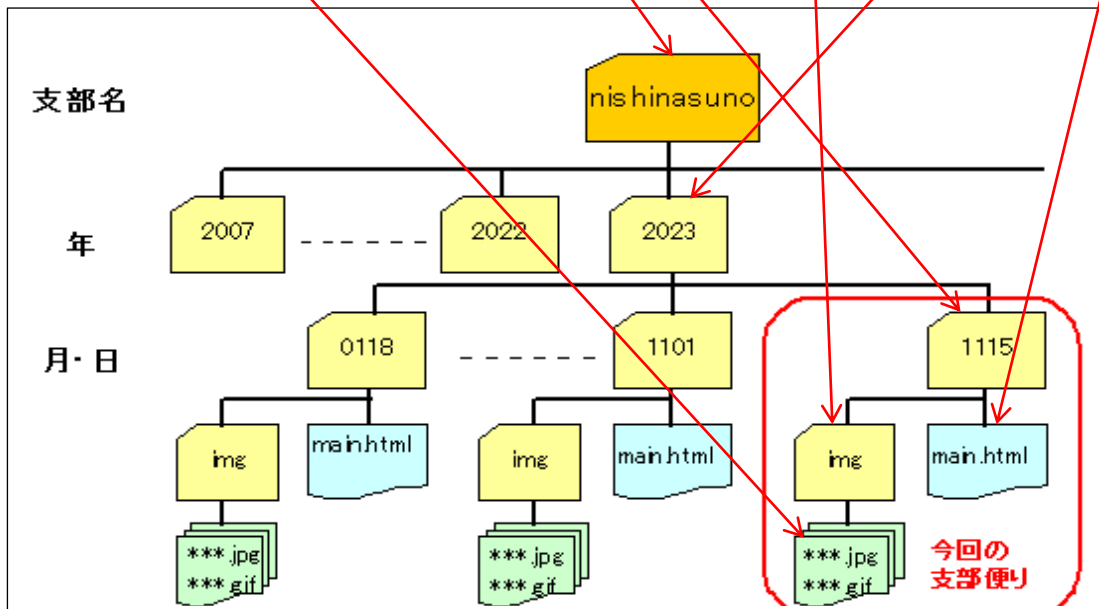 支部名
nishinasuno
年
2007
2022
2023
月・日
0118
1101
1115
img
main.html
img
main.html
img
main.html
***.jpg
***.gif
***.jpg
***.gif
***.jpg
***.gif
今回の
支部便り